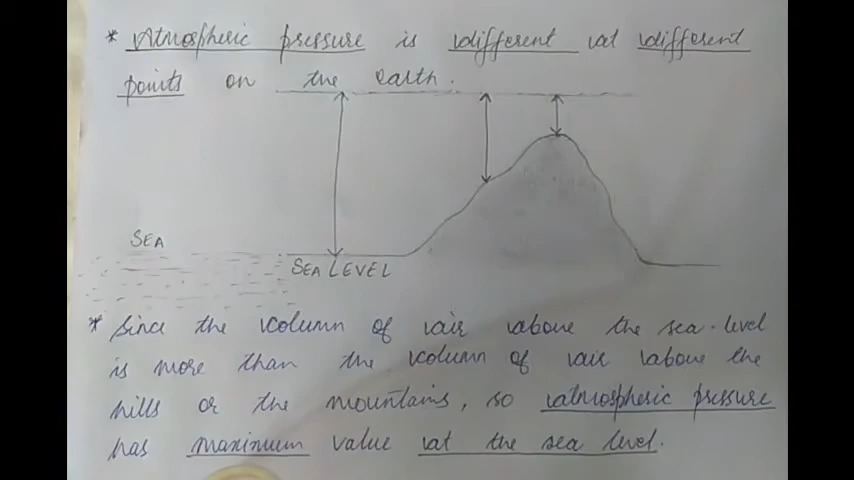 * Atmospheric pressure is different at different
points on the earth.
SEA
SEA LEVEL
* Since the column of air above the sea-level
is more than the column of air above the
hills or the mountains, so atmospheric pressure
has maximum value at the sea level.